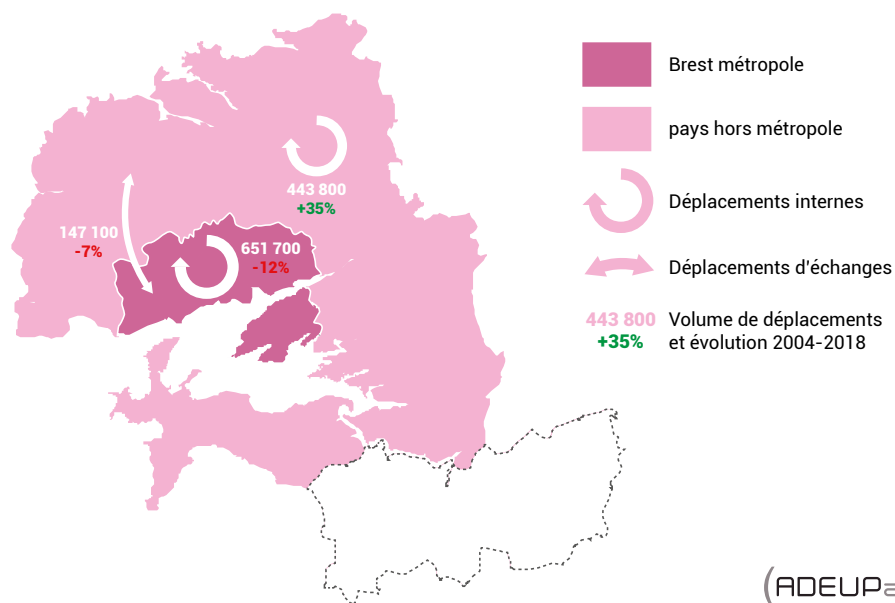 Brest métropole
pays hors métropole
443 800
+35%
Déplacements internes
147 100
-7%
651 700
-12%
Déplacements d'échanges
443 800
+35%
Volume de déplacements
et évolution 2004-2018
(ADEUPa